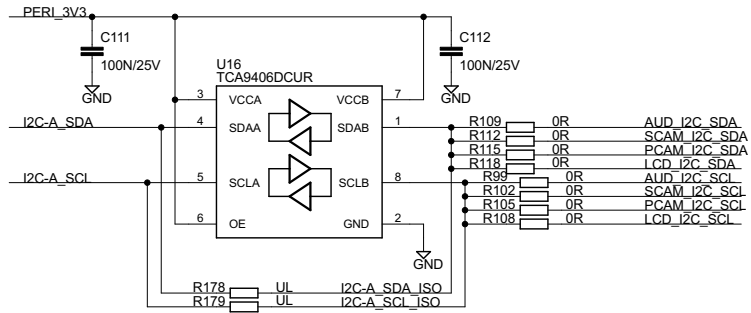 PERI_3V3
C111
100N/25V
GND
C112
100N/25V
GND
U16
TCA9406DCUR
3 VCCA VCCB 7
I2C-A_SDA 4 SDAA SDAB 1
I2C-A_SCL 5 SCLA SCLB 8
6 OE GND 2
GND
R109 0R AUD_I2C_SDA
R112 0R SCAM_I2C_SDA
R115 0R PCAM_I2C_SDA
R118 0R LCD_I2C_SDA
R99 0R AUD_I2C_SCL
R102 0R SCAM_I2C_SCL
R105 0R PCAM_I2C_SCL
R108 0R LCD_I2C_SCL
R178 UL I2C-A_SDA_ISO
R179 UL I2C-A_SCL_ISO